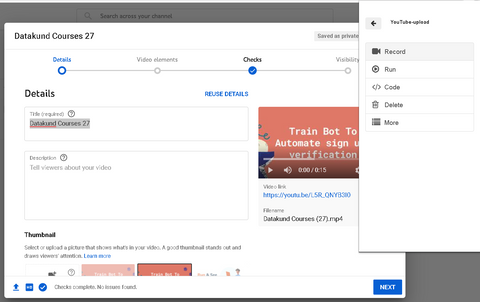 Search across your channel
Datakund Courses 27
Saved as private
Details
Video elements
Checks
Visibility
Details
REUSE DETAILS
Title (required)
Datakund Courses 27
Description
Tell viewers about your video
Train Bot To
Automate sign u
verification
0:00 / 0:15
Video link
https://youtu.be/L5R_QNYB3I0
Filename
Datakund Courses (27).mp4
Thumbnail
Select or upload a picture that shows what's in your video. A good thumbnail stands out and
draws viewers' attention. Learn more
Train Bot To
Checks complete. No issues found.
NEXT
YouTube-upload
Record
Run
Code
Delete
More